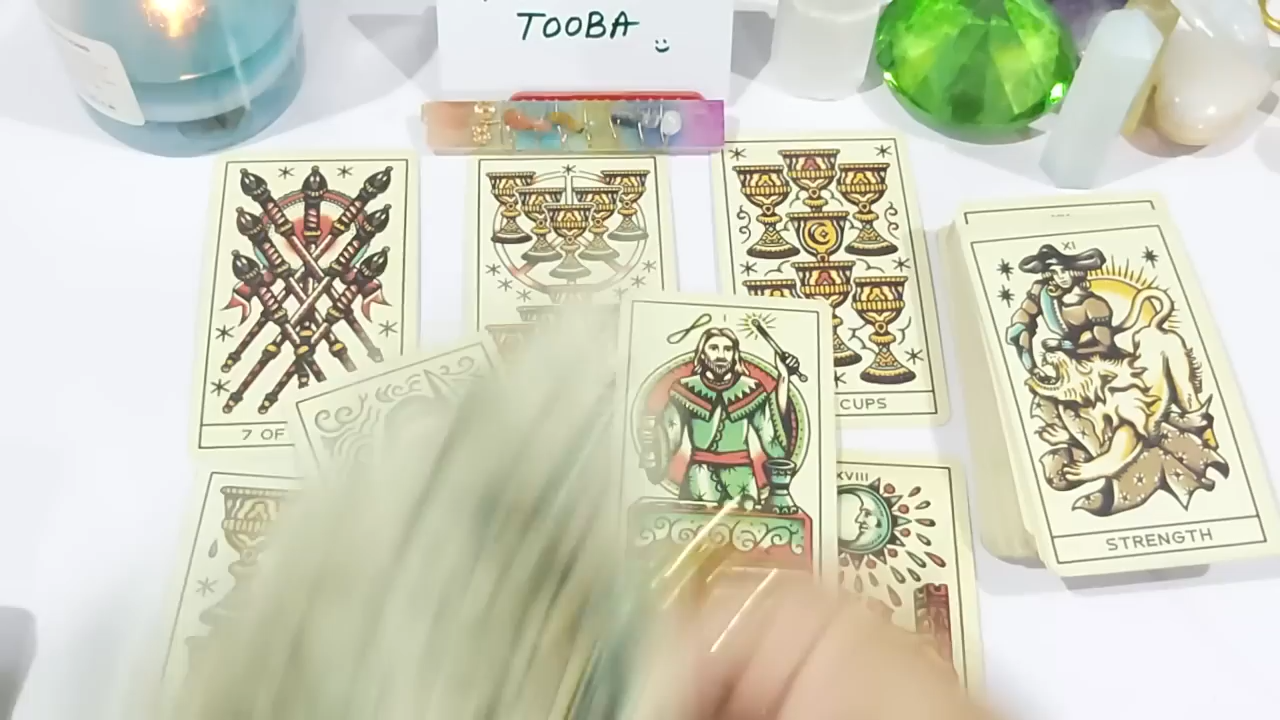 TOOBA
7 OF
CUPS
I
XVIII
XI
STRENGTH